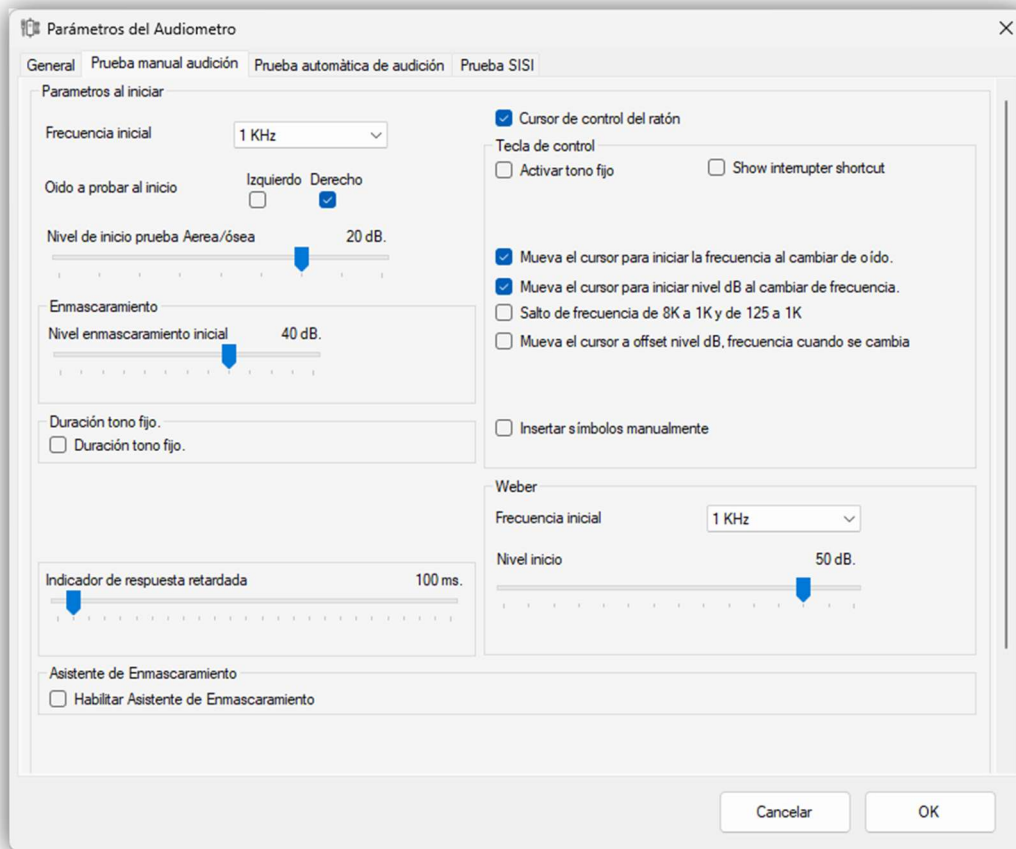 Parámetros del Audiometro
General
Prueba manual audición
Prueba automàtica de audición
Prueba SISI
Parametros al iniciar
Frecuencia inicial
1 KHz
Oido a probar al inicio
Izquierdo Derecho
Nivel de inicio prueba Aerea/ósea
20 dB.
Enmascaramiento
Nivel enmascaramiento inicial
40 dB.
Duración tono fijo.
Duración tono fijo.
Indicador de respuesta retardada
100 ms.
Asistente de Enmascaramiento
Habilitar Asistente de Enmascaramiento
Cursor de control del ratón
Tecla de control
Activar tono fijo
Show interrupter shortcut
Mueva el cursor para iniciar la frecuencia al cambiar de oído.
Mueva el cursor para iniciar nivel dB al cambiar de frecuencia.
Salto de frecuencia de 8K a 1K y de 125 a 1K
Mueva el cursor a offset nivel dB, frecuencia cuando se cambia
Insertar símbolos manualmente
Weber
Frecuencia inicial
1 KHz
Nivel inicio
50 dB.
Cancelar
OK